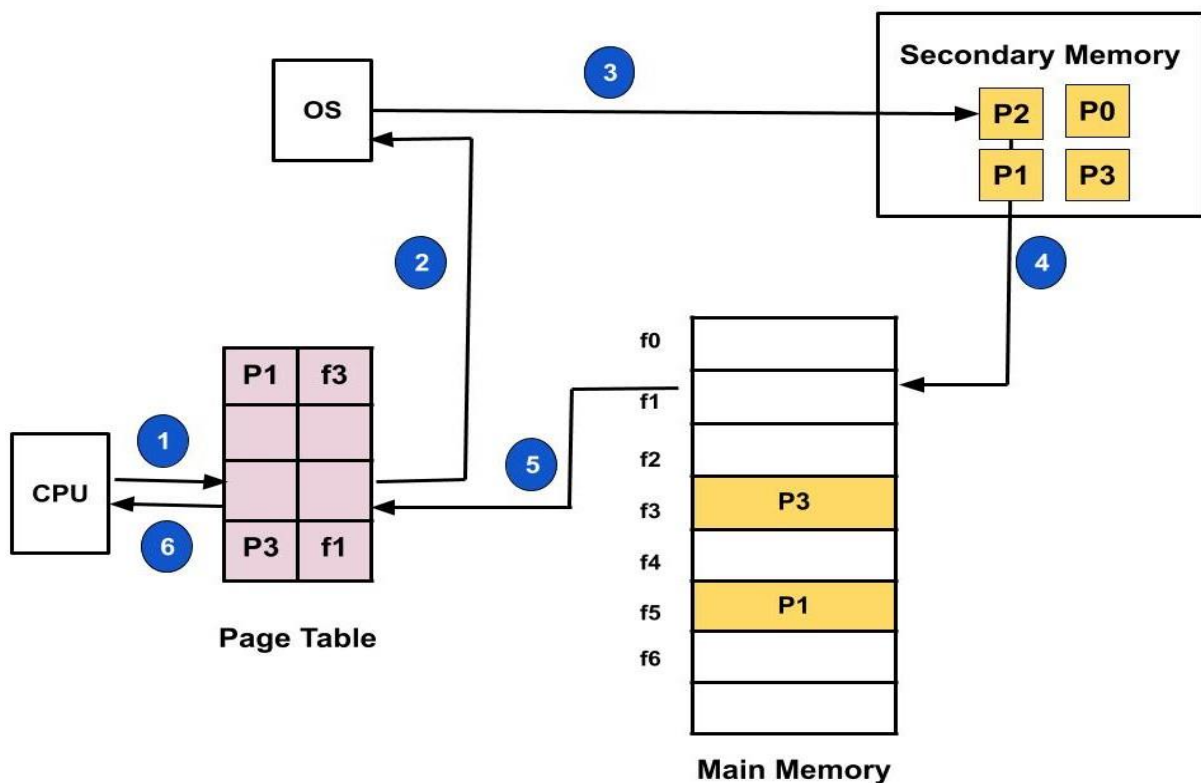 Secondary Memory
3
OS
P2 P0
P1 P3
2
4
f0
P1 f3
f1
1
f2
5
CPU
f3 P3
6
P3 f1
f4
f5 P1
Page Table
f6
Main Memory